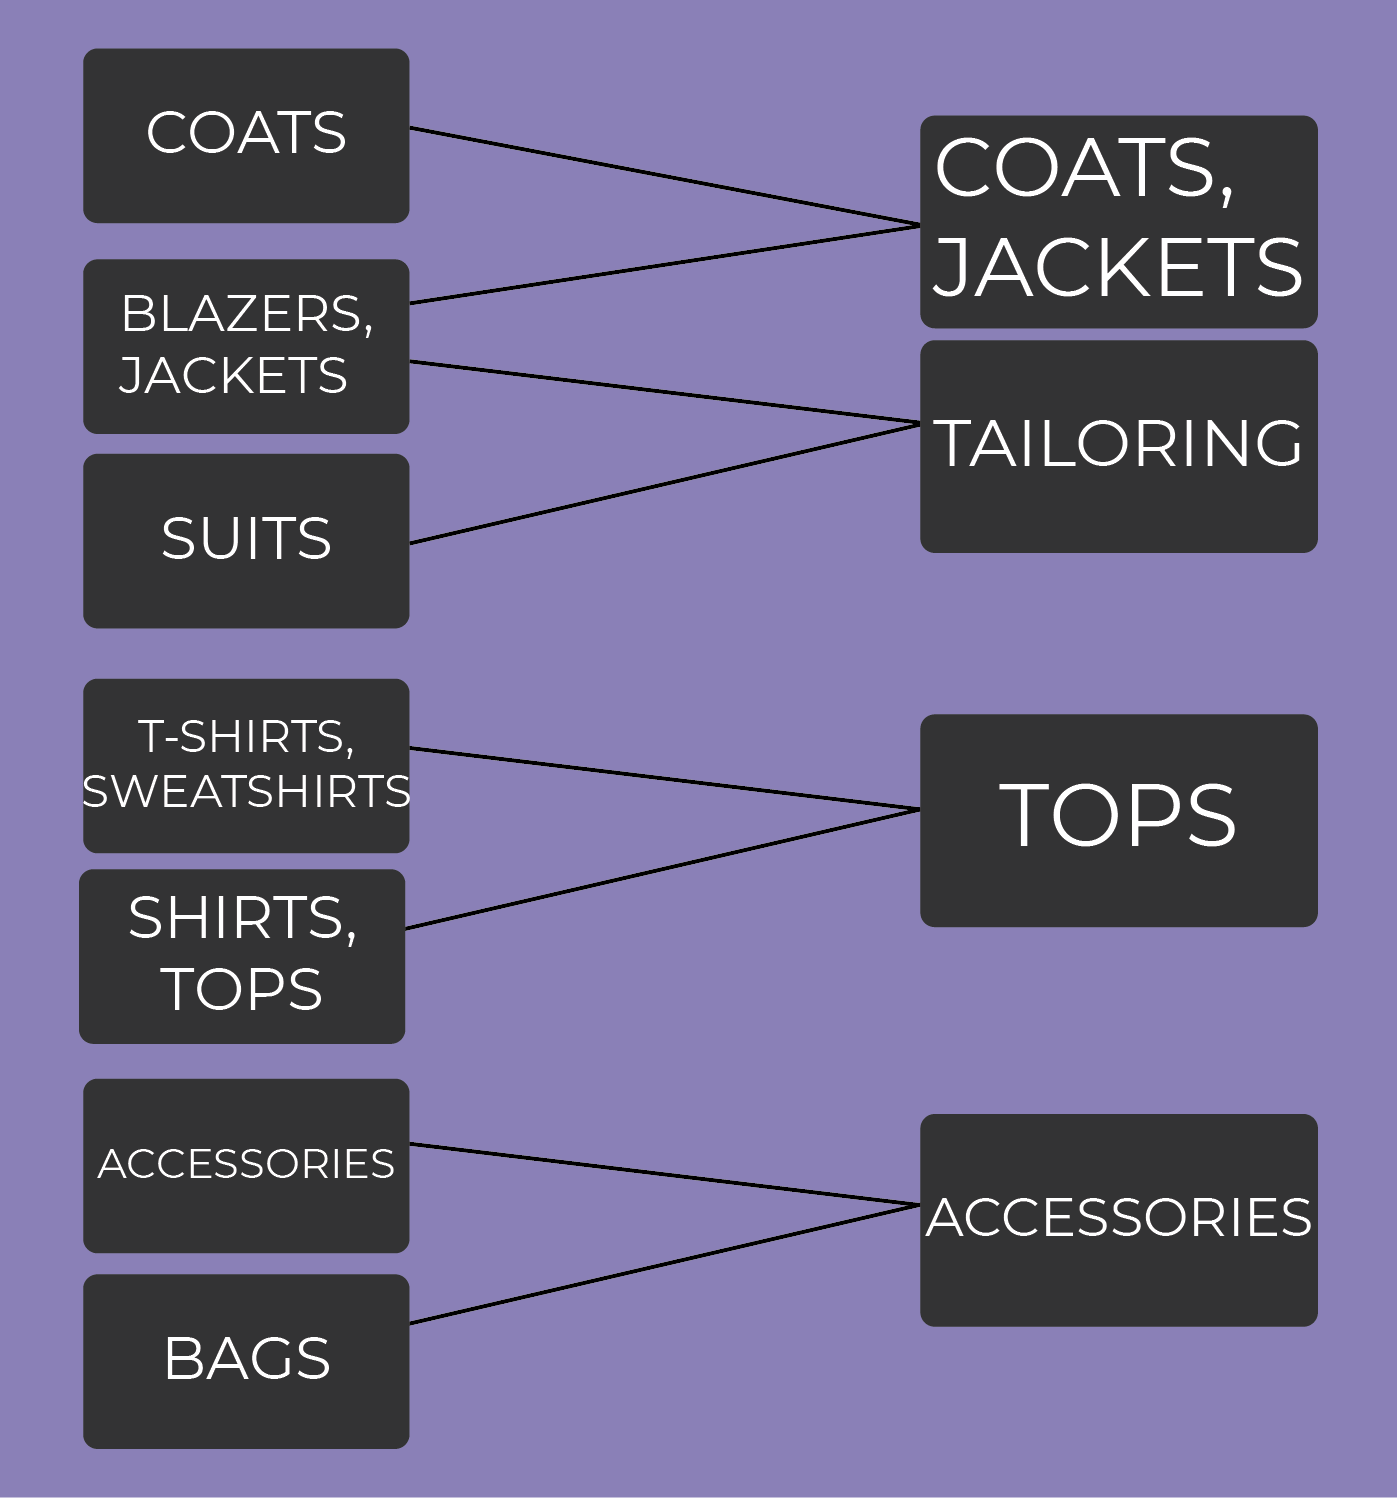 COATS
BLAZERS,
JACKETS
SUITS
T-SHIRTS,
SWEATSHIRTS
SHIRTS,
TOPS
ACCESSORIES
BAGS
COATS,
JACKETS
TAILORING
TOPS
ACCESSORIES